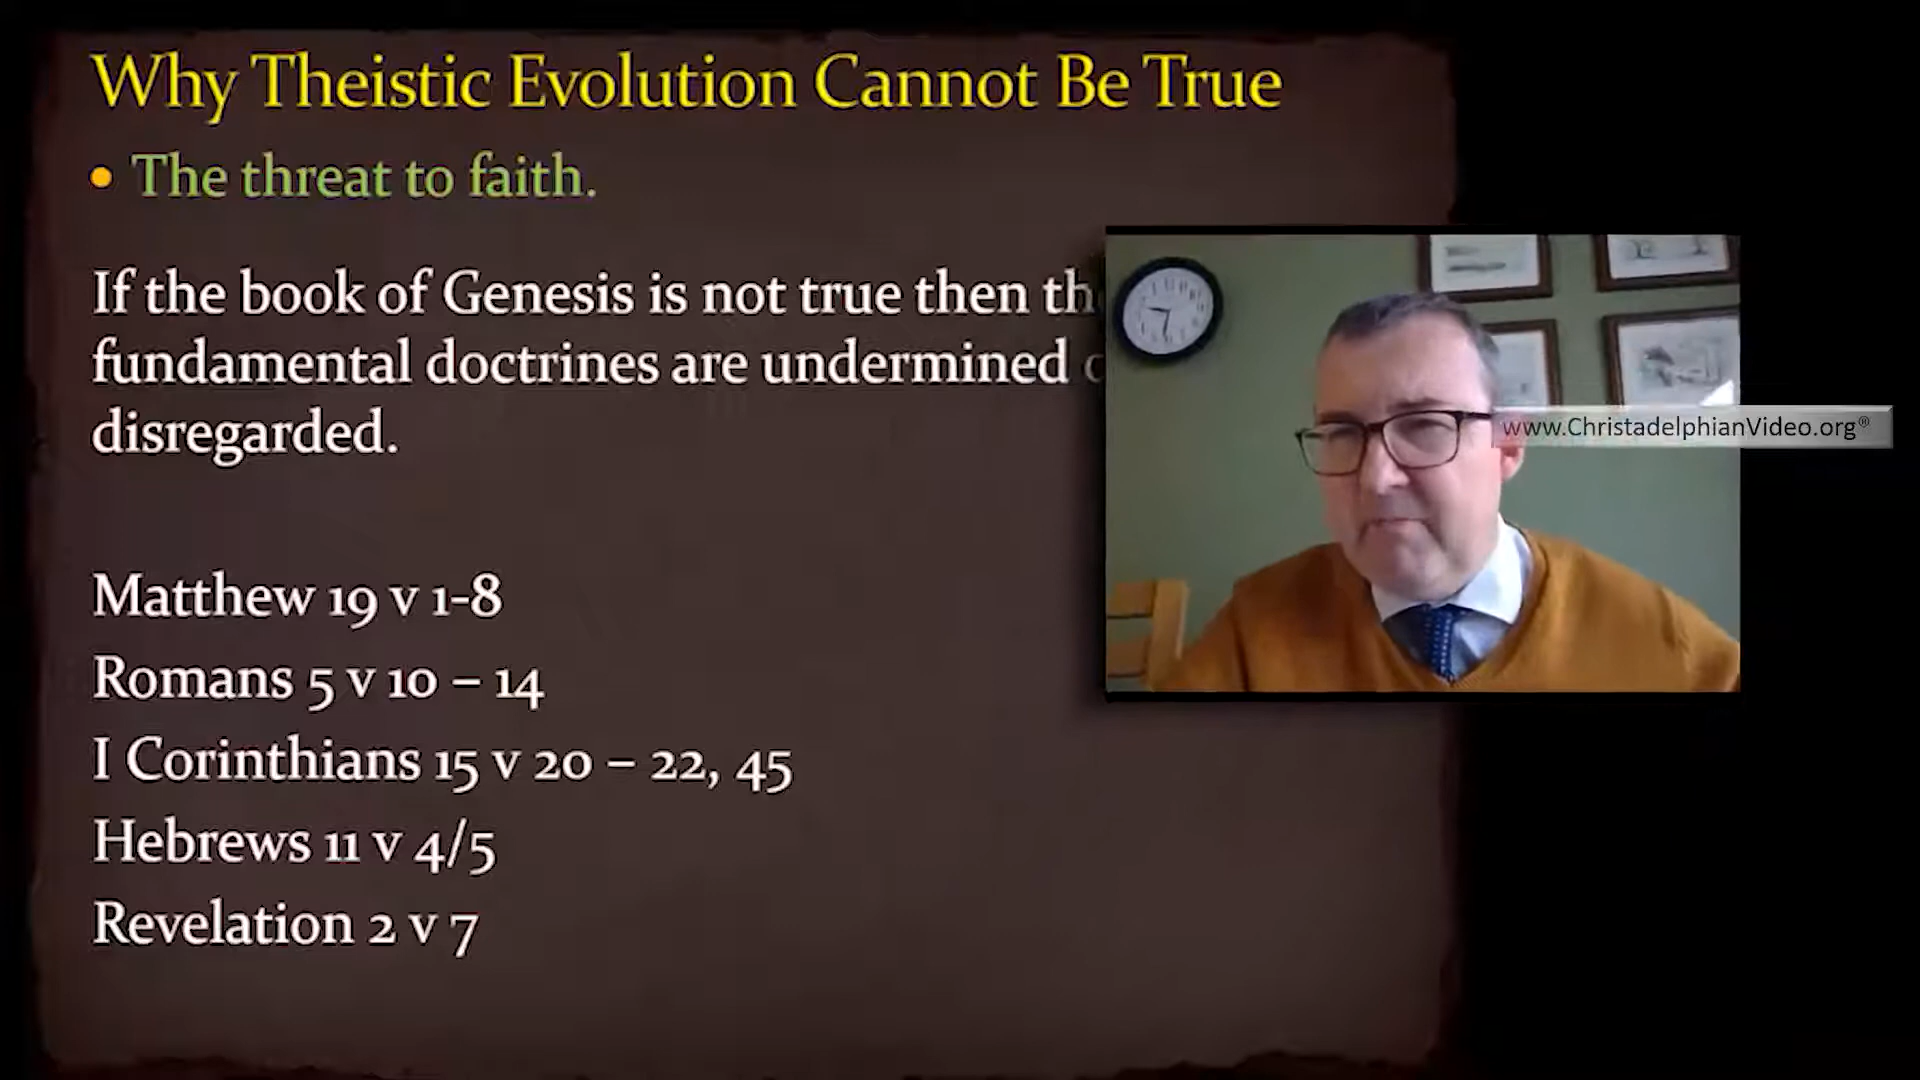 Why Theistic Evolution Cannot Be True
• The threat to faith.
If the book of Genesis is not true then
fundamental doctrines are undermined
disregarded.
www.ChristadelphianVideo.org®
Matthew 19 v 1-8
Romans 5 v 10 – 14
I Corinthians 15 v 20 – 22, 45
Hebrews 11 v 4/5
Revelation 2 v 7